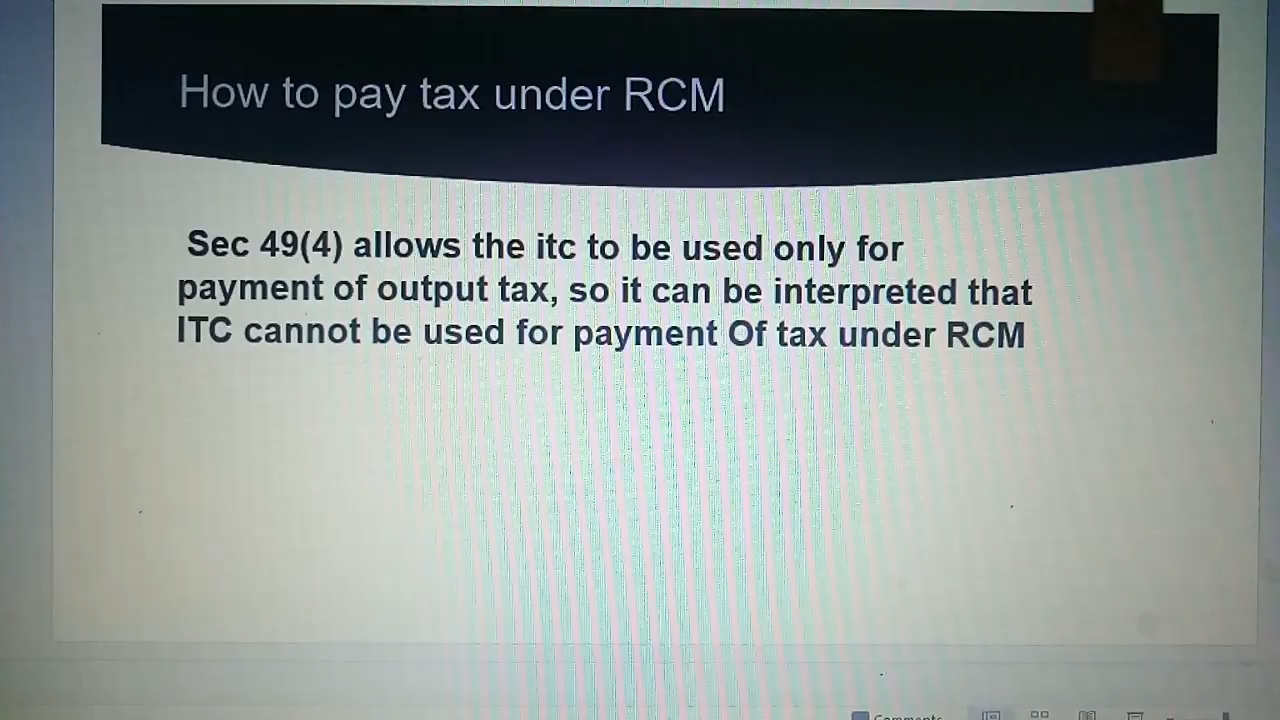 How to pay tax under RCM
Sec 49(4) allows the itc to be used only for
payment of output tax, so it can be interpreted that
ITC cannot be used for payment Of tax under RCM
Comments